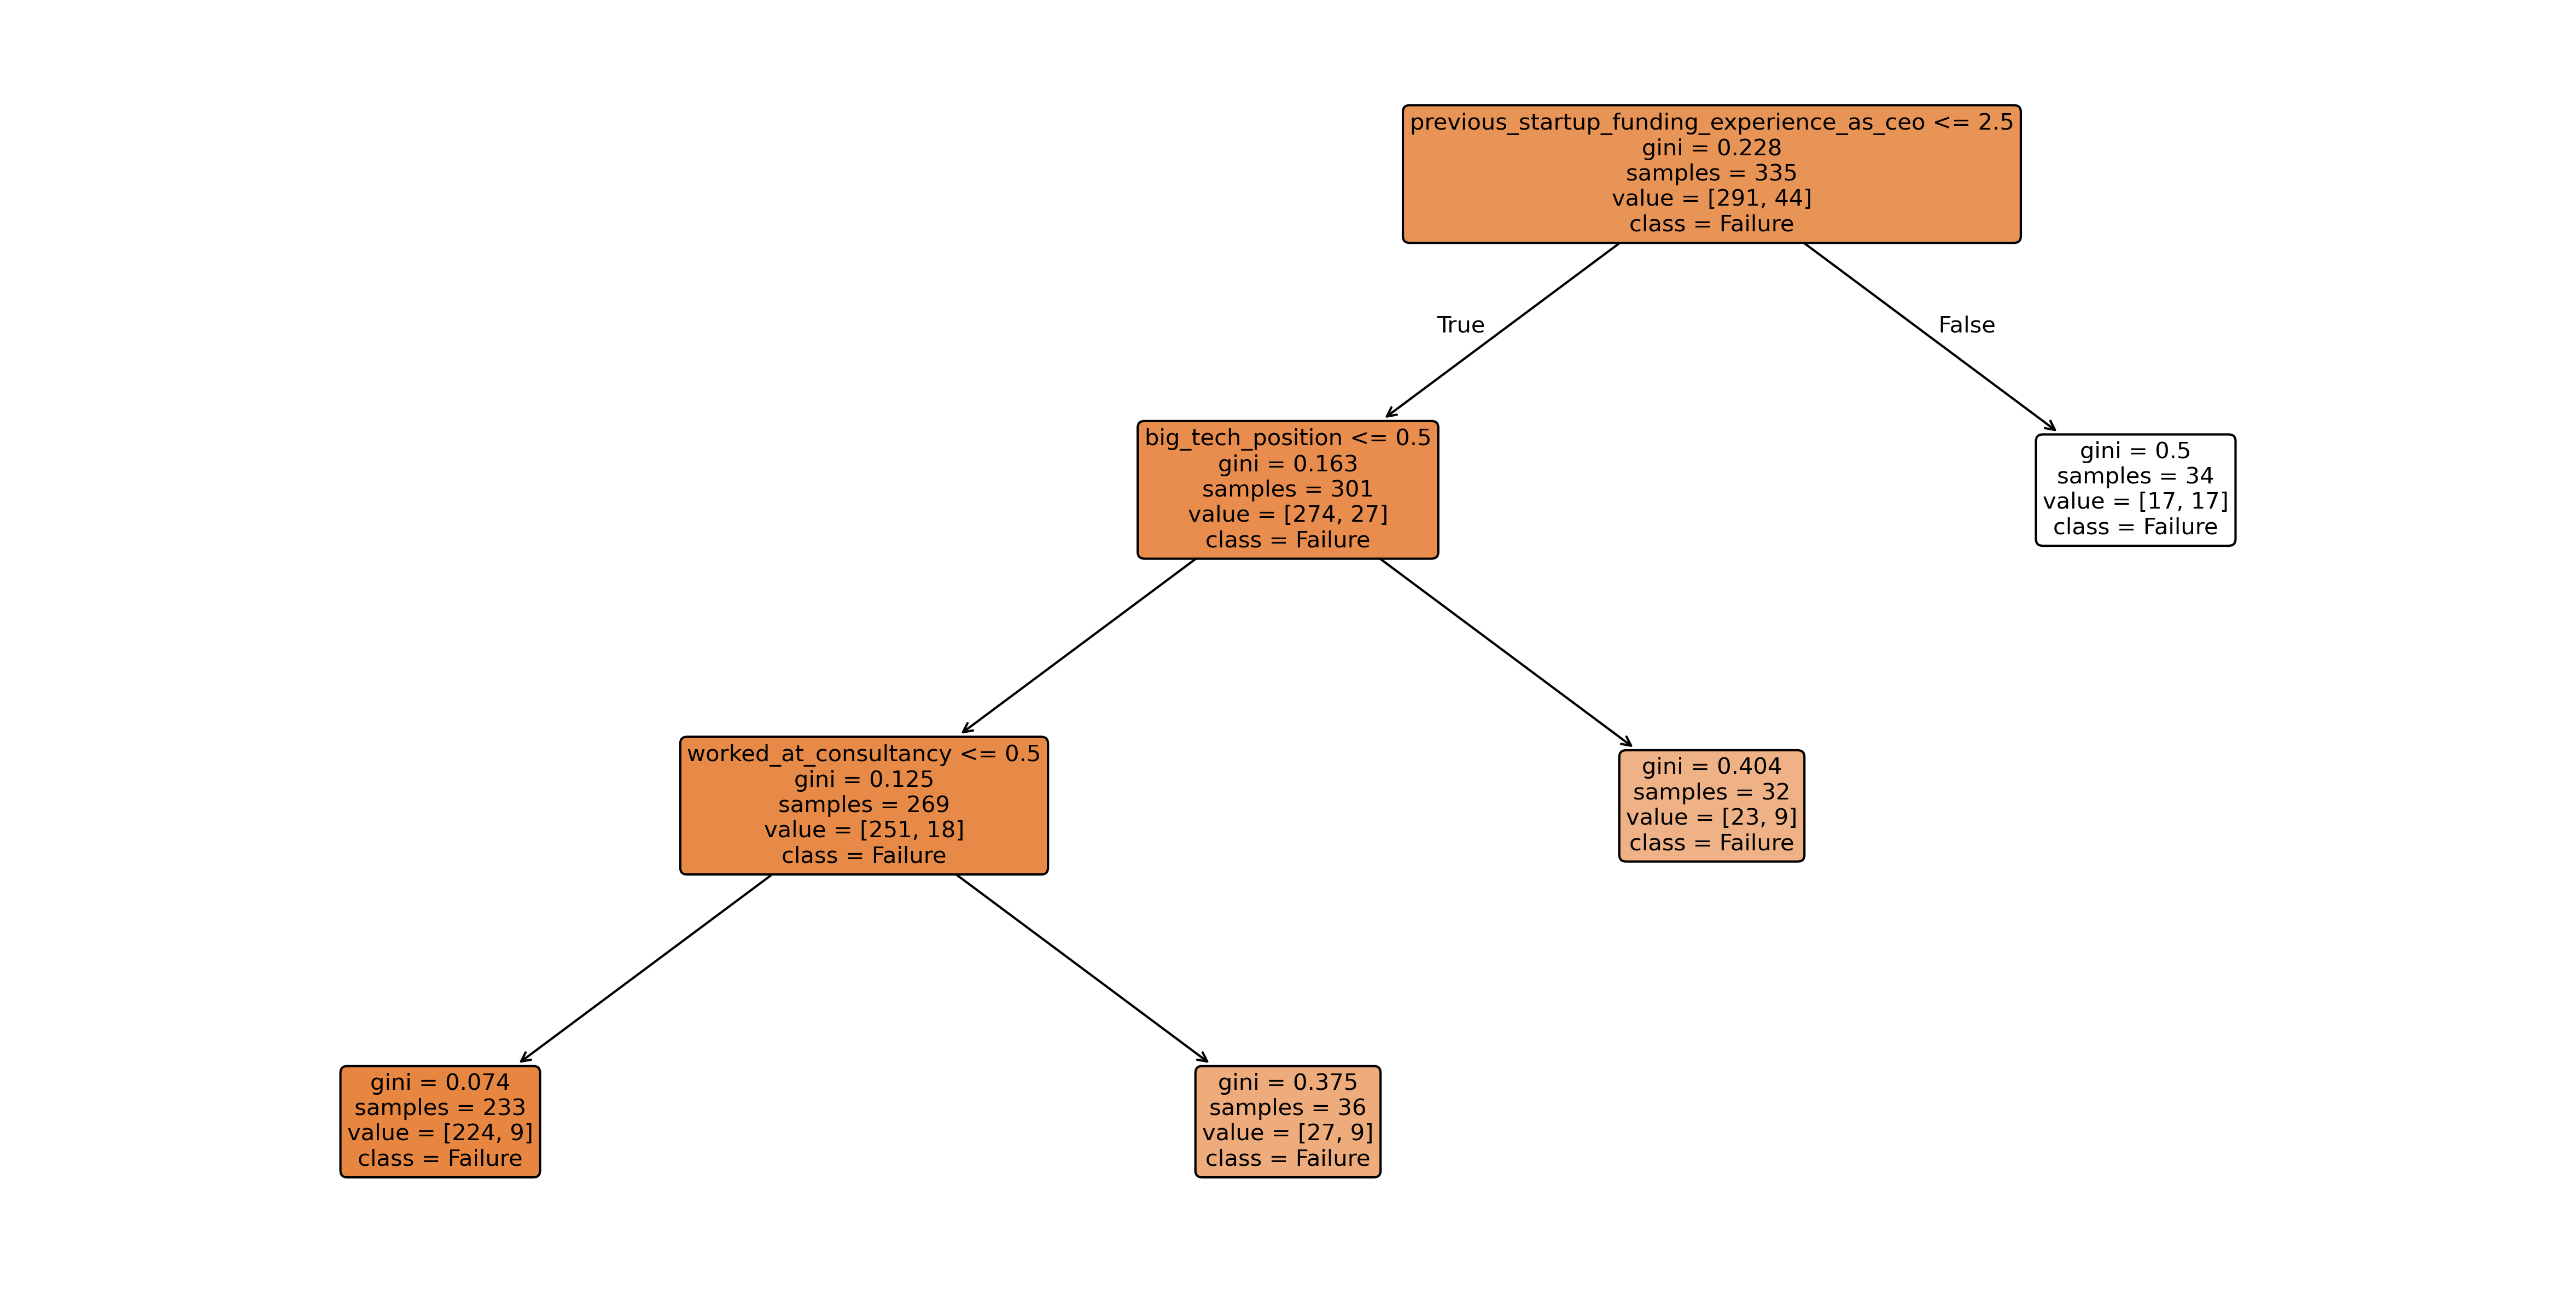 previous_startup_funding_experience_as_ceo <= 2.5
gini = 0.228
samples = 335
value = [291, 44]
class = Failure
True
False
big_tech_position <= 0.5
gini = 0.163
samples = 301
value = [274, 27]
class = Failure
gini = 0.5
samples = 34
value = [17, 17]
class = Failure
worked_at_consultancy <= 0.5
gini = 0.125
samples = 269
value = [251, 18]
class = Failure
gini = 0.404
samples = 32
value = [23, 9]
class = Failure
gini = 0.074
samples = 233
value = [224, 9]
class = Failure
gini = 0.375
samples = 36
value = [27, 9]
class = Failure